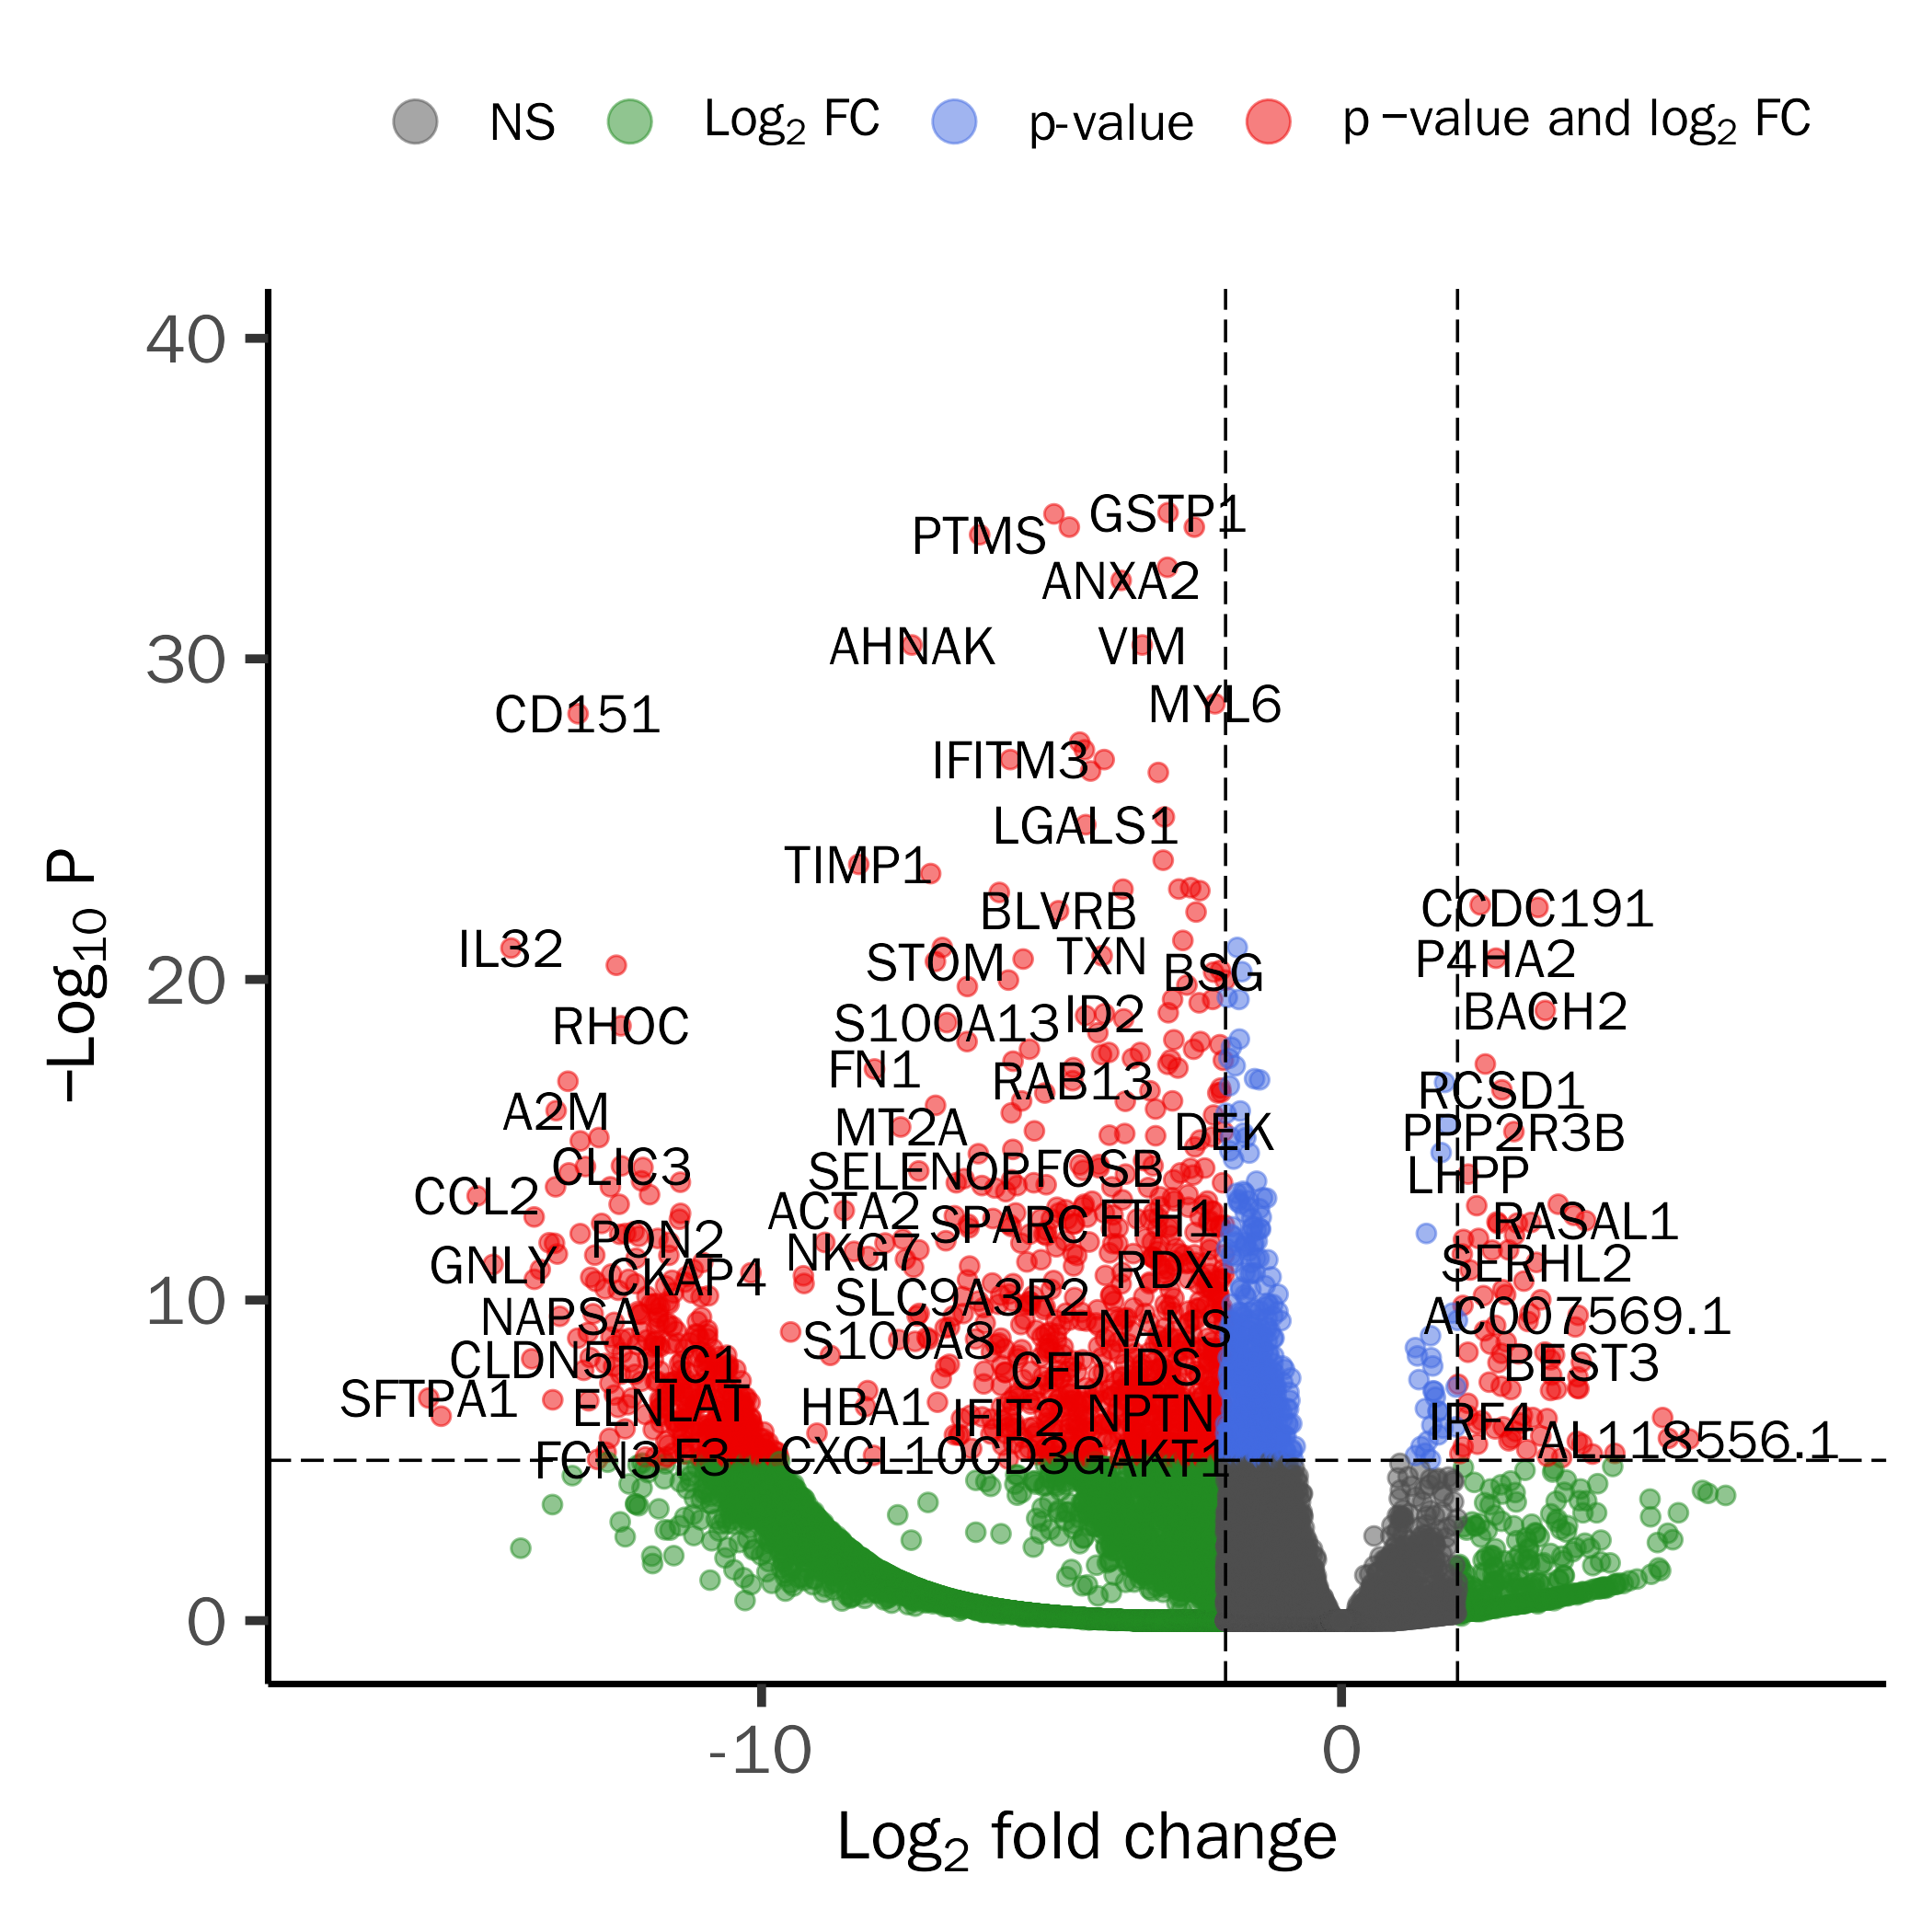 NS Log2 FC p-value p −value and log2 FC
40
30
20
10
0
−Log10 P
GSTP1
PTMS
ANXA2
AHNAK VIM
MYL6
CD151
IFITM3
LGALS1
TIMP1
BLVRB CCDC191
IL32 STOM TXN BSG P4HA2
RHOC S100A13 ID2 BACH2
FN1 RAB13 RCSD1
A2M MT2A DEK PPP2R3B
CLIC3 SELENOP FOSB LHPP
CCL2 ACTA2 SPARC FTH1 RASAL1
PON2 NKG7
GNLY CKAP4 RDX SERHL2
NAPSA SLC9A3R2 NANS AC007569.1
CLDN5 DLC1 S100A8 CFD IDS BEST3
SFTPA1 ELN LAT HBA1 IFIT2 NPTN IRF4
FCN3 F3 CXCL10 CD3G AKT1 AL118556.1
-10 0
Log2 fold change